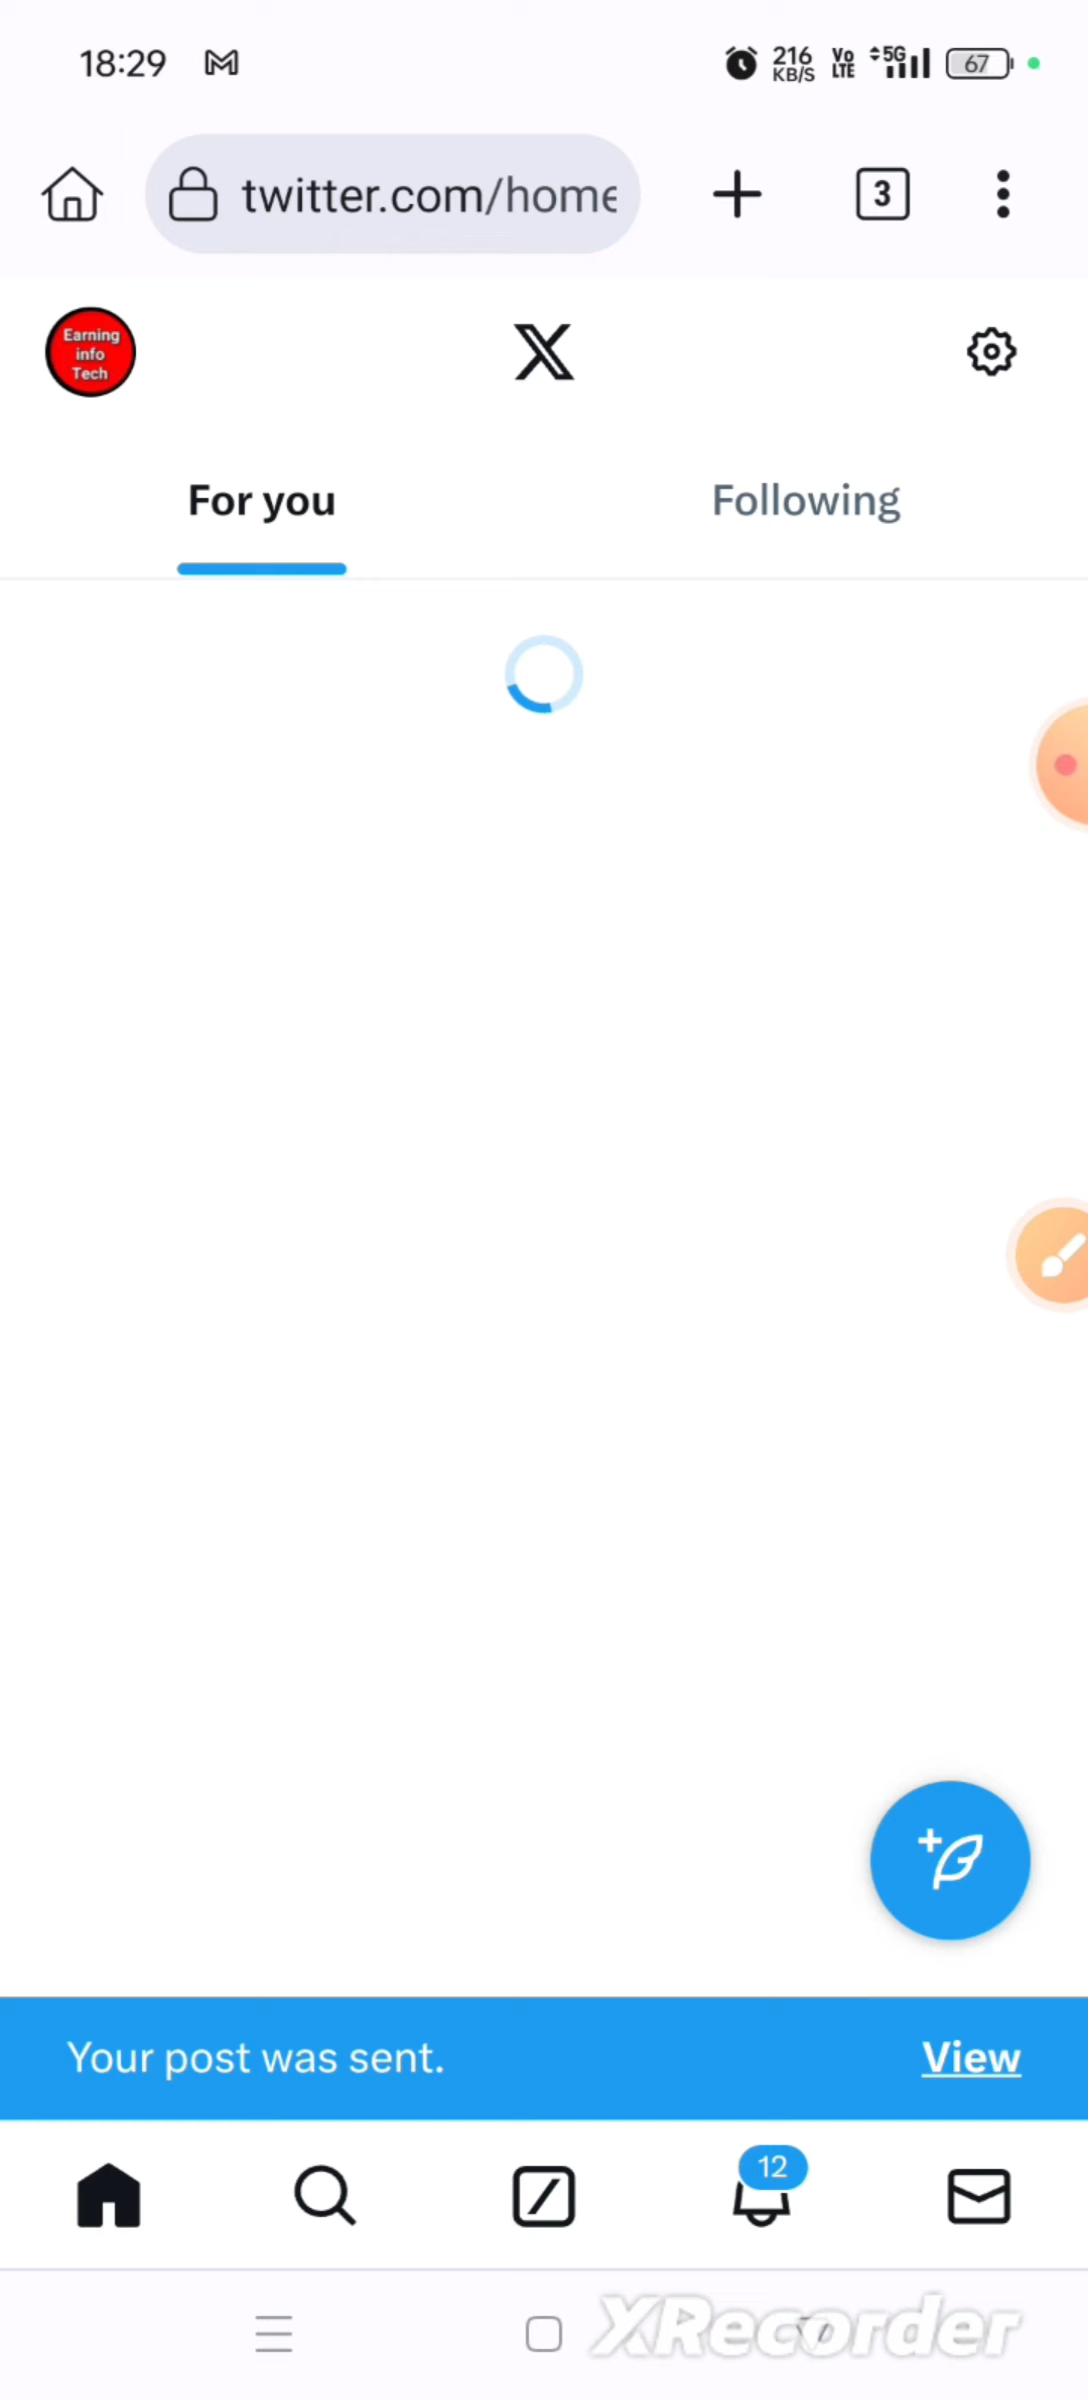 18:29
216
KB/S
Vo
LTE
5G
67
twitter.com/home
3
Earning
info
Tech
X
For you
Following
Your post was sent.
View
12
XRecorder